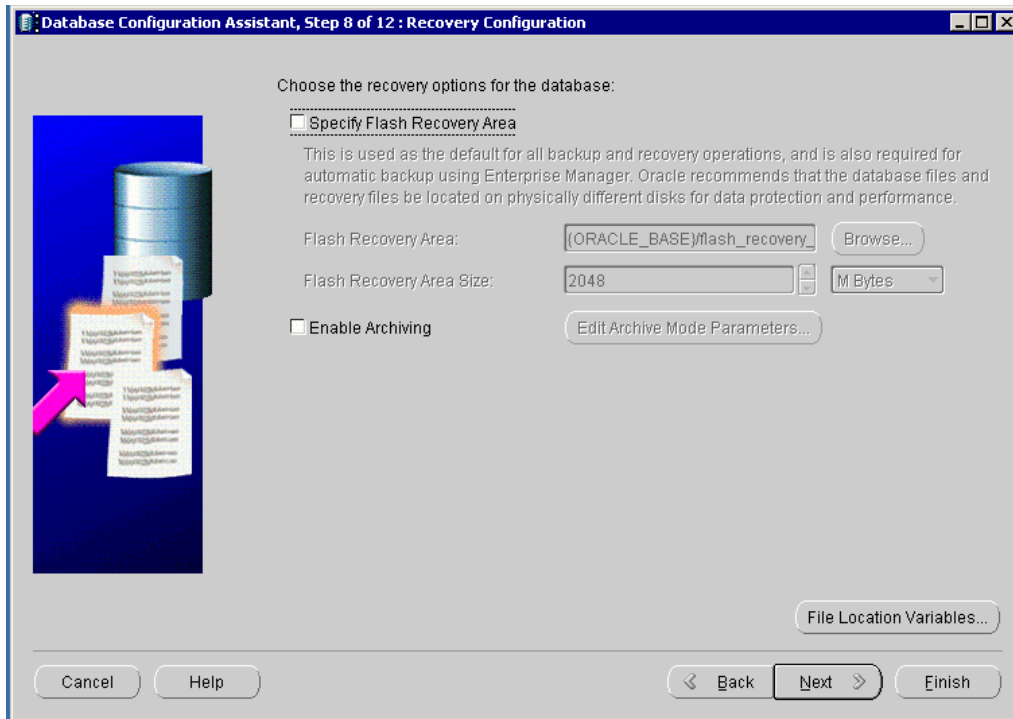 Database Configuration Assistant, Step 8 of 12 : Recovery Configuration
Choose the recovery options for the database:
Specify Flash Recovery Area
This is used as the default for all backup and recovery operations, and is also required for
automatic backup using Enterprise Manager. Oracle recommends that the database files and
recovery files be located on physically different disks for data protection and performance.
Flash Recovery Area: {ORACLE_BASE}/flash_recovery_ Browse...
Flash Recovery Area Size: 2048 M Bytes
Enable Archiving Edit Archive Mode Parameters...
File Location Variables...
Cancel Help Back Next Finish